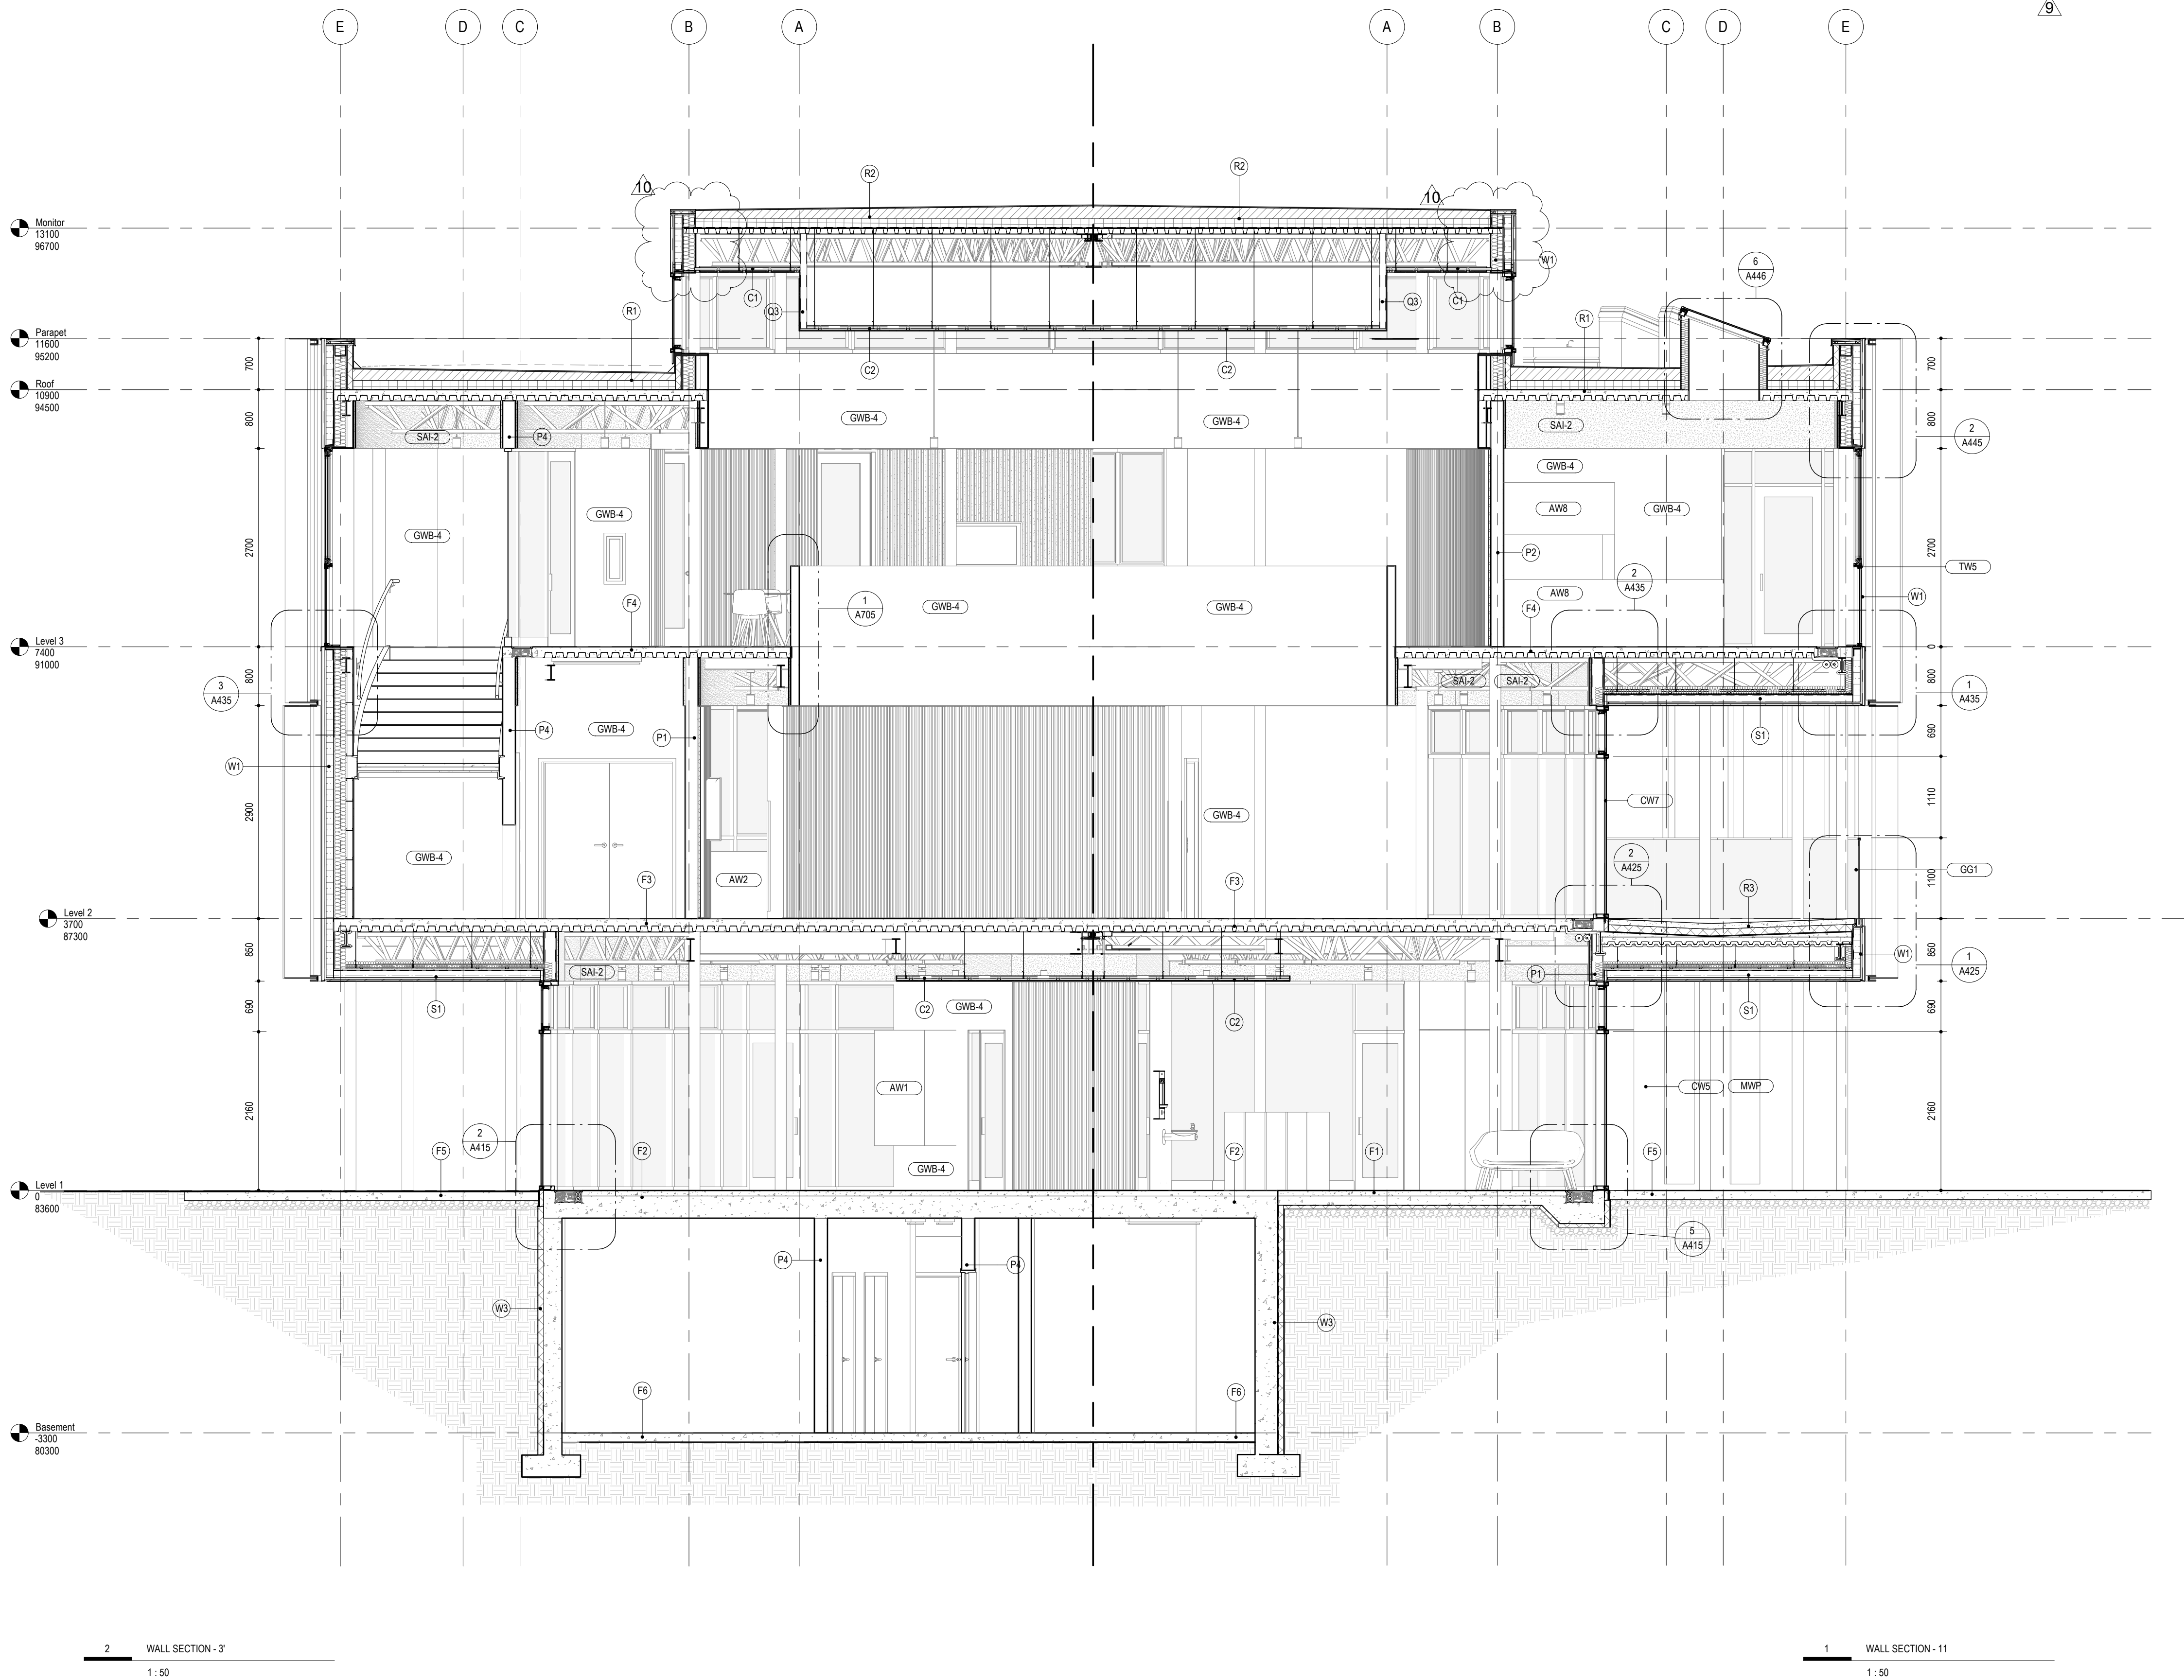 9
E
D
C
B
A
A
B
C
D
E
10
10
R2
R2
Monitor
13100
96700
W1
C1
C1
Q3
Q3
6
A446
R1
R1
Parapet
11600
95200
700
700
C2
C2
Roof
10900
94500
800
800
GWB-4
GWB-4
SAI-2
P4
SAI-2
2
A445
GWB-4
AW8
GWB-4
GWB-4
GWB-4
2700
2700
P2
TW5
2
A435
AW8
W1
F4
1
A705
GWB-4
GWB-4
F4
Level 3
7400
91000
0
800
800
SAI-2
SAI-2
3
A435
1
A435
P4
GWB-4
P1
S1
690
W1
CW7
1110
2900
GWB-4
GWB-4
2
A425
AW2
F3
F3
R3
1100
GG1
Level 2
3700
87300
850
850
SAI-2
P1
W1
1
A425
S1
C2
GWB-4
C2
S1
690
690
AW1
CW5
MWP
2160
2160
2
A415
F5
F2
F2
F1
F5
GWB-4
Level 1
0
83600
5
A415
P4
P4
W3
W3
F6
F6
Basement
-3300
80300
2
WALL SECTION - 3'
1 : 50
1
WALL SECTION - 11
1 : 50